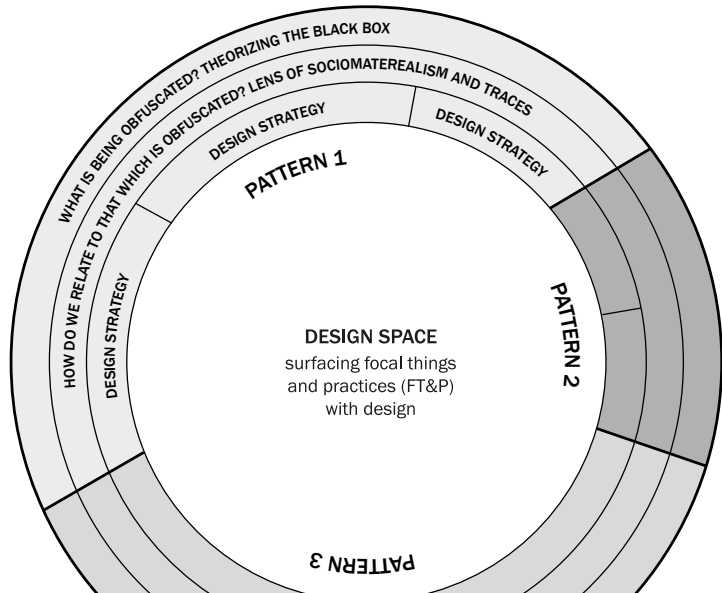 WHAT IS BEING OBFUSCATED? THEORIZING THE BLACK BOX
HOW DO WE RELATE TO THAT WHICH IS OBFUSCATED? LENS OF SOCIOMATEREALISM AND TRACES
DESIGN STRATEGY
DESIGN STRATEGY
DESIGN STRATEGY
PATTERN 1
PATTERN 2
DESIGN SPACE
surfacing focal things
and practices (FT&P)
with design
PATTERN 3